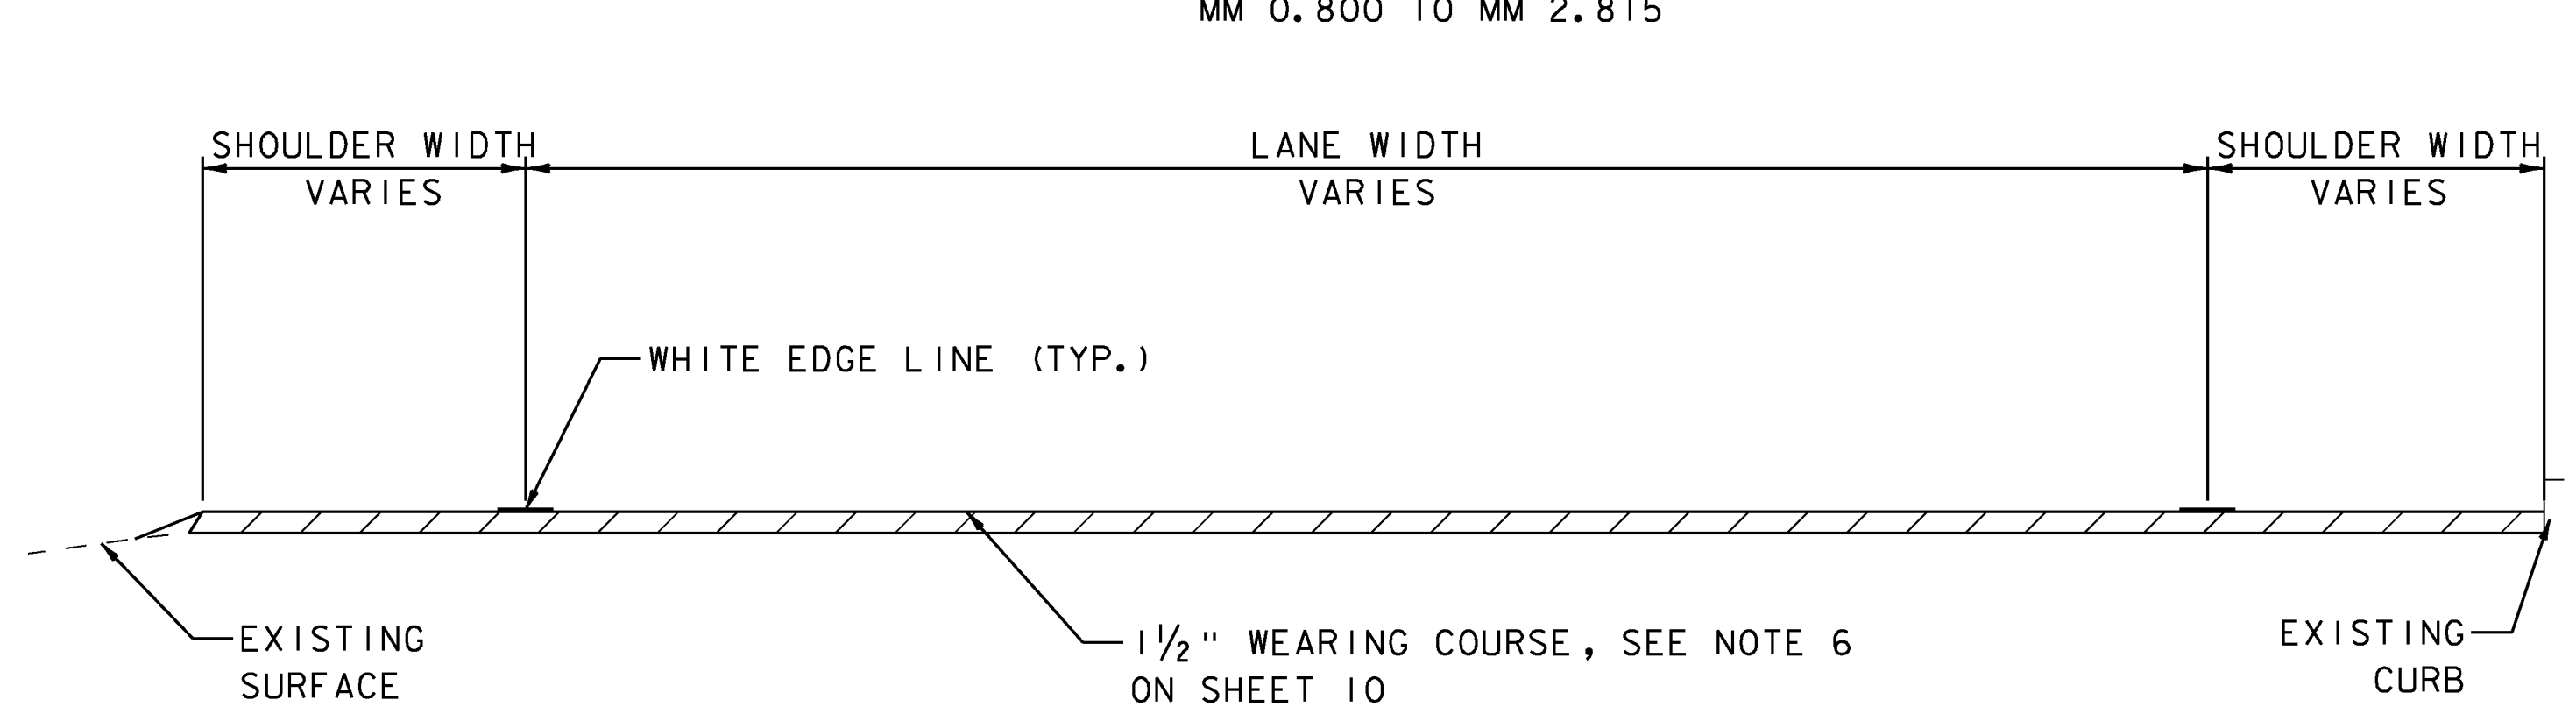 MM 0.800 TO MM 2.815
SHOULDER WIDTH
VARIES
LANE WIDTH
VARIES
SHOULDER WIDTH
VARIES
WHITE EDGE LINE (TYP.)
EXISTING
SURFACE
1½" WEARING COURSE, SEE NOTE 6
ON SHEET 10
EXISTING
CURB